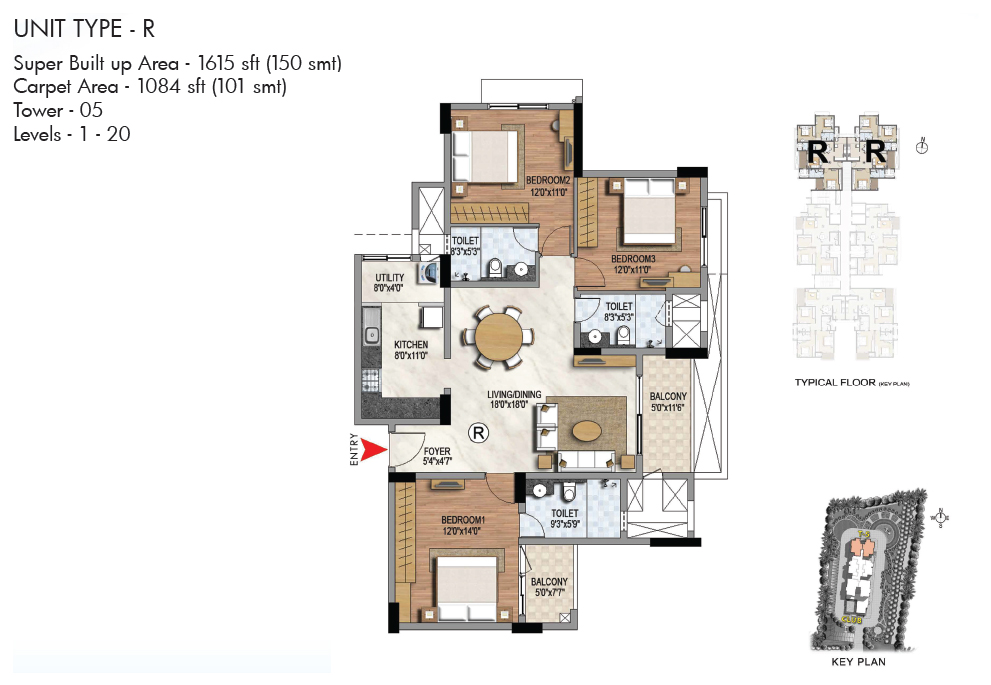 UNIT TYPE - R
Super Built up Area - 1615 sft (150 smt)
Carpet Area - 1084 sft (101 smt)
Tower - 05
Levels - 1 - 20
BEDROOM2
12'0"x11'0"
BEDROOM3
12'0"x11'0"
TOILET
8'3"x5'3"
UTILITY
8'0"x4'0"
TOILET
8'3"x5'3"
KITCHEN
8'0"x11'0"
LIVING/DINING
18'0"x18'0"
BALCONY
5'0"x11'6"
R
ENTRY
FOYER
5'4"x4'7"
BEDROOM1
12'0"x14'0"
TOILET
9'3"x5'9"
BALCONY
5'0"x7'7"
R R
N
TYPICAL FLOOR (KEY PLAN)
N
W E
S
T-5
CLUB
KEY PLAN